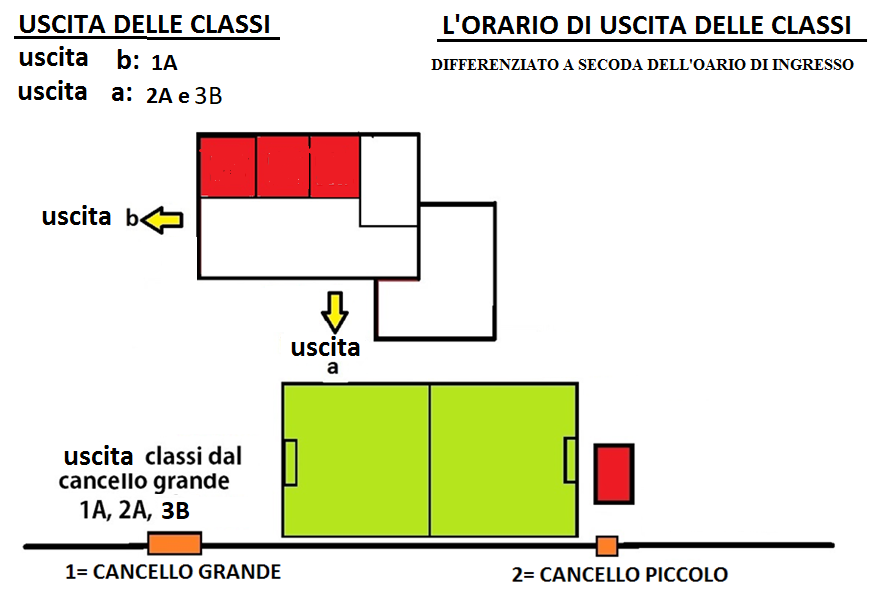 USCITA DELLE CLASSI
uscita b: 1A
uscita a: 2A e 3B
L'ORARIO DI USCITA DELLE CLASSI
DIFFERENZIATO A SECODA DELL'OARIO DI INGRESSO
uscita b
uscita
a
uscita classi dal
cancello grande
1A, 2A, 3B
1= CANCELLO GRANDE
2= CANCELLO PICCOLO